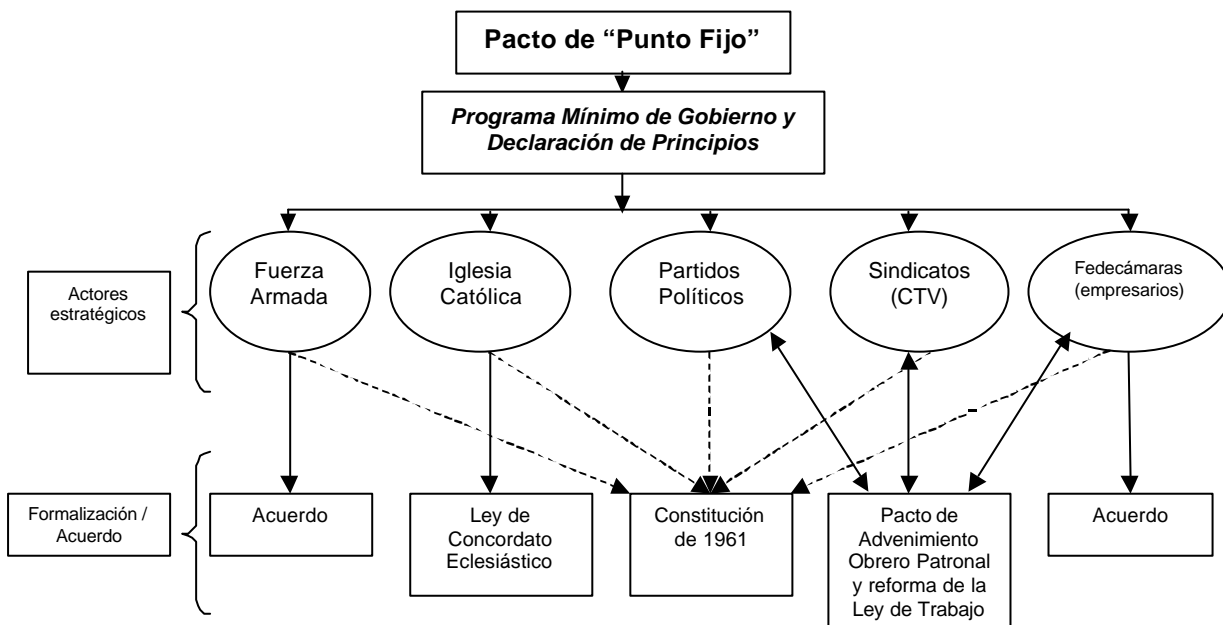 Pacto de “Punto Fijo”
Programa Mínimo de Gobierno y
Declaración de Principios
Actores
estratégicos
Fuerza
Armada
Iglesia
Católica
Partidos
Políticos
Sindicatos
(CTV)
Fedecámaras
(empresarios)
Formalización /
Acuerdo
Acuerdo
Ley de
Concordato
Eclesiástico
Constitución
de 1961
Pacto de
Advenimiento
Obrero Patronal
y reforma de la
Ley de Trabajo
Acuerdo